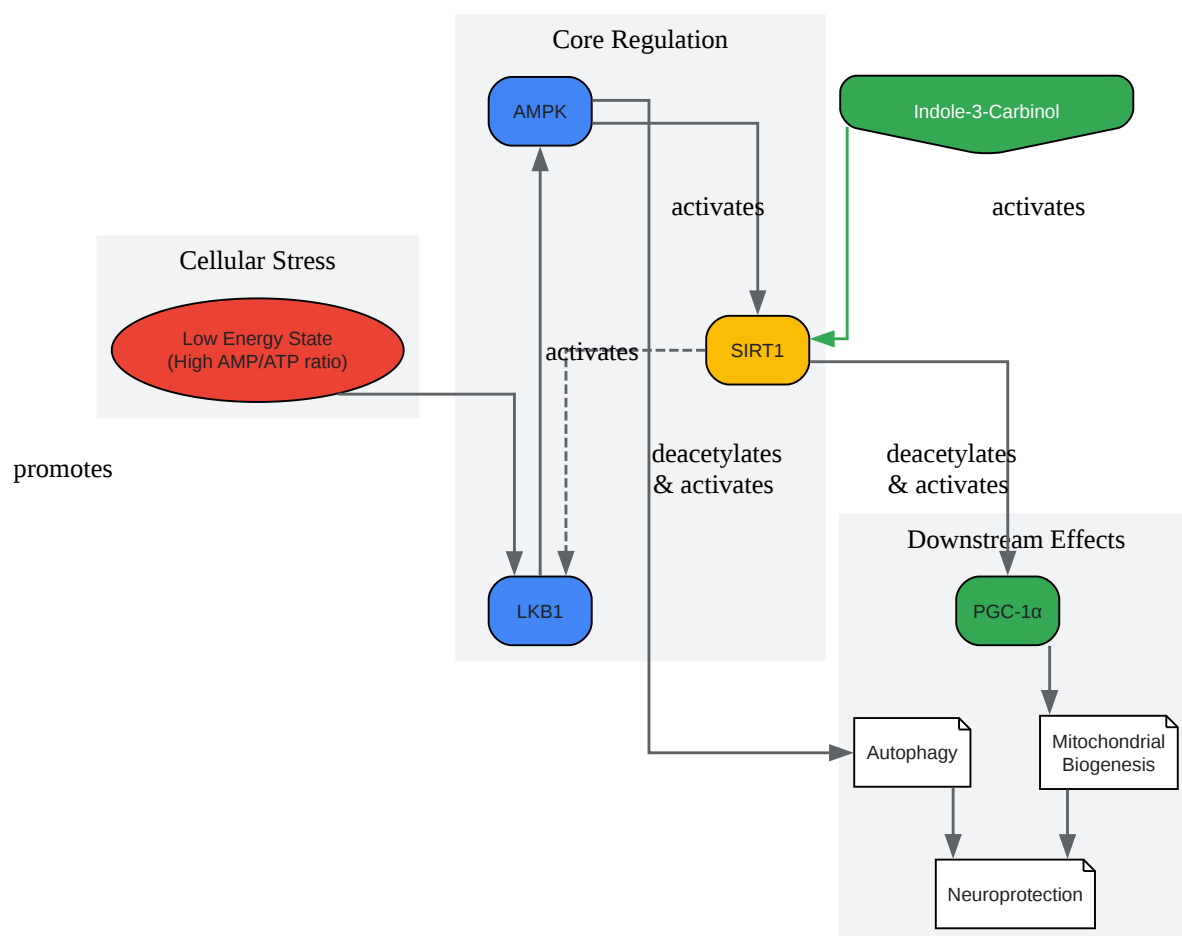 Core Regulation
AMPK
Indole-3-Carbinol
activates
activates
Cellular Stress
Low Energy State
(High AMP/ATP ratio)
activates
SIRT1
promotes
deacetylates
& activates
deacetylates
& activates
Downstream Effects
LKB1
PGC-1α
Autophagy
Mitochondrial
Biogenesis
Neuroprotection